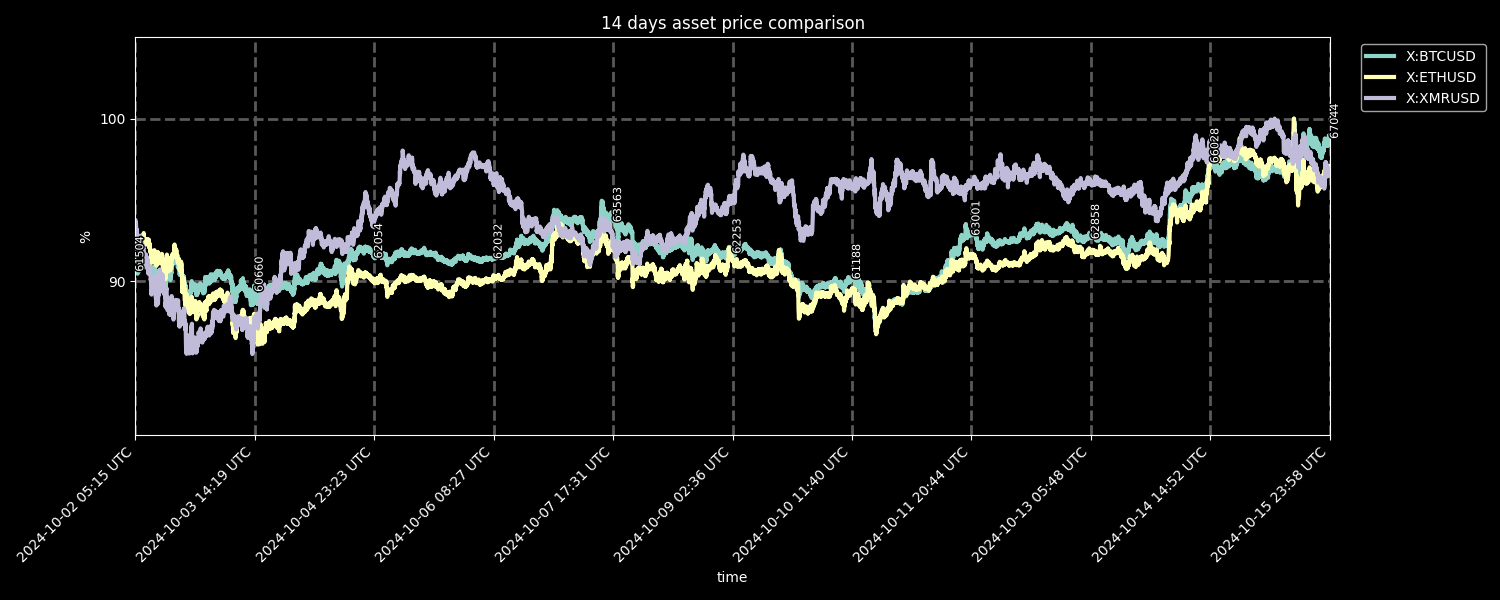 14 days asset price comparison
X:BTCUSD
X:ETHUSD
X:XMRUSD
%
100
90
61504
60660
62054
62032
63563
62253
61188
63001
62858
66028
67044
2024-10-02 05:15 UTC
2024-10-03 14:19 UTC
2024-10-04 23:23 UTC
2024-10-06 08:27 UTC
2024-10-07 17:31 UTC
2024-10-09 02:36 UTC
2024-10-10 11:40 UTC
2024-10-11 20:44 UTC
2024-10-13 05:48 UTC
2024-10-14 14:52 UTC
2024-10-15 23:58 UTC
time